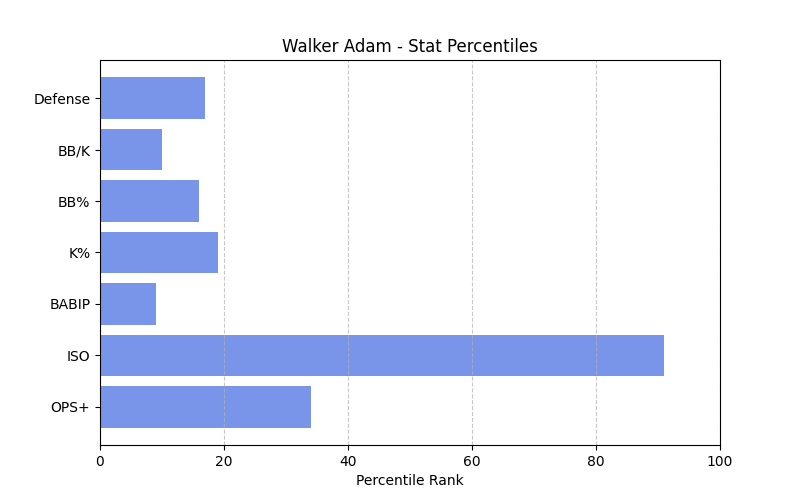 Walker Adam - Stat Percentiles
Defense
BB/K
BB%
K%
BABIP
ISO
OPS+
0 20 40 60 80 100
Percentile Rank